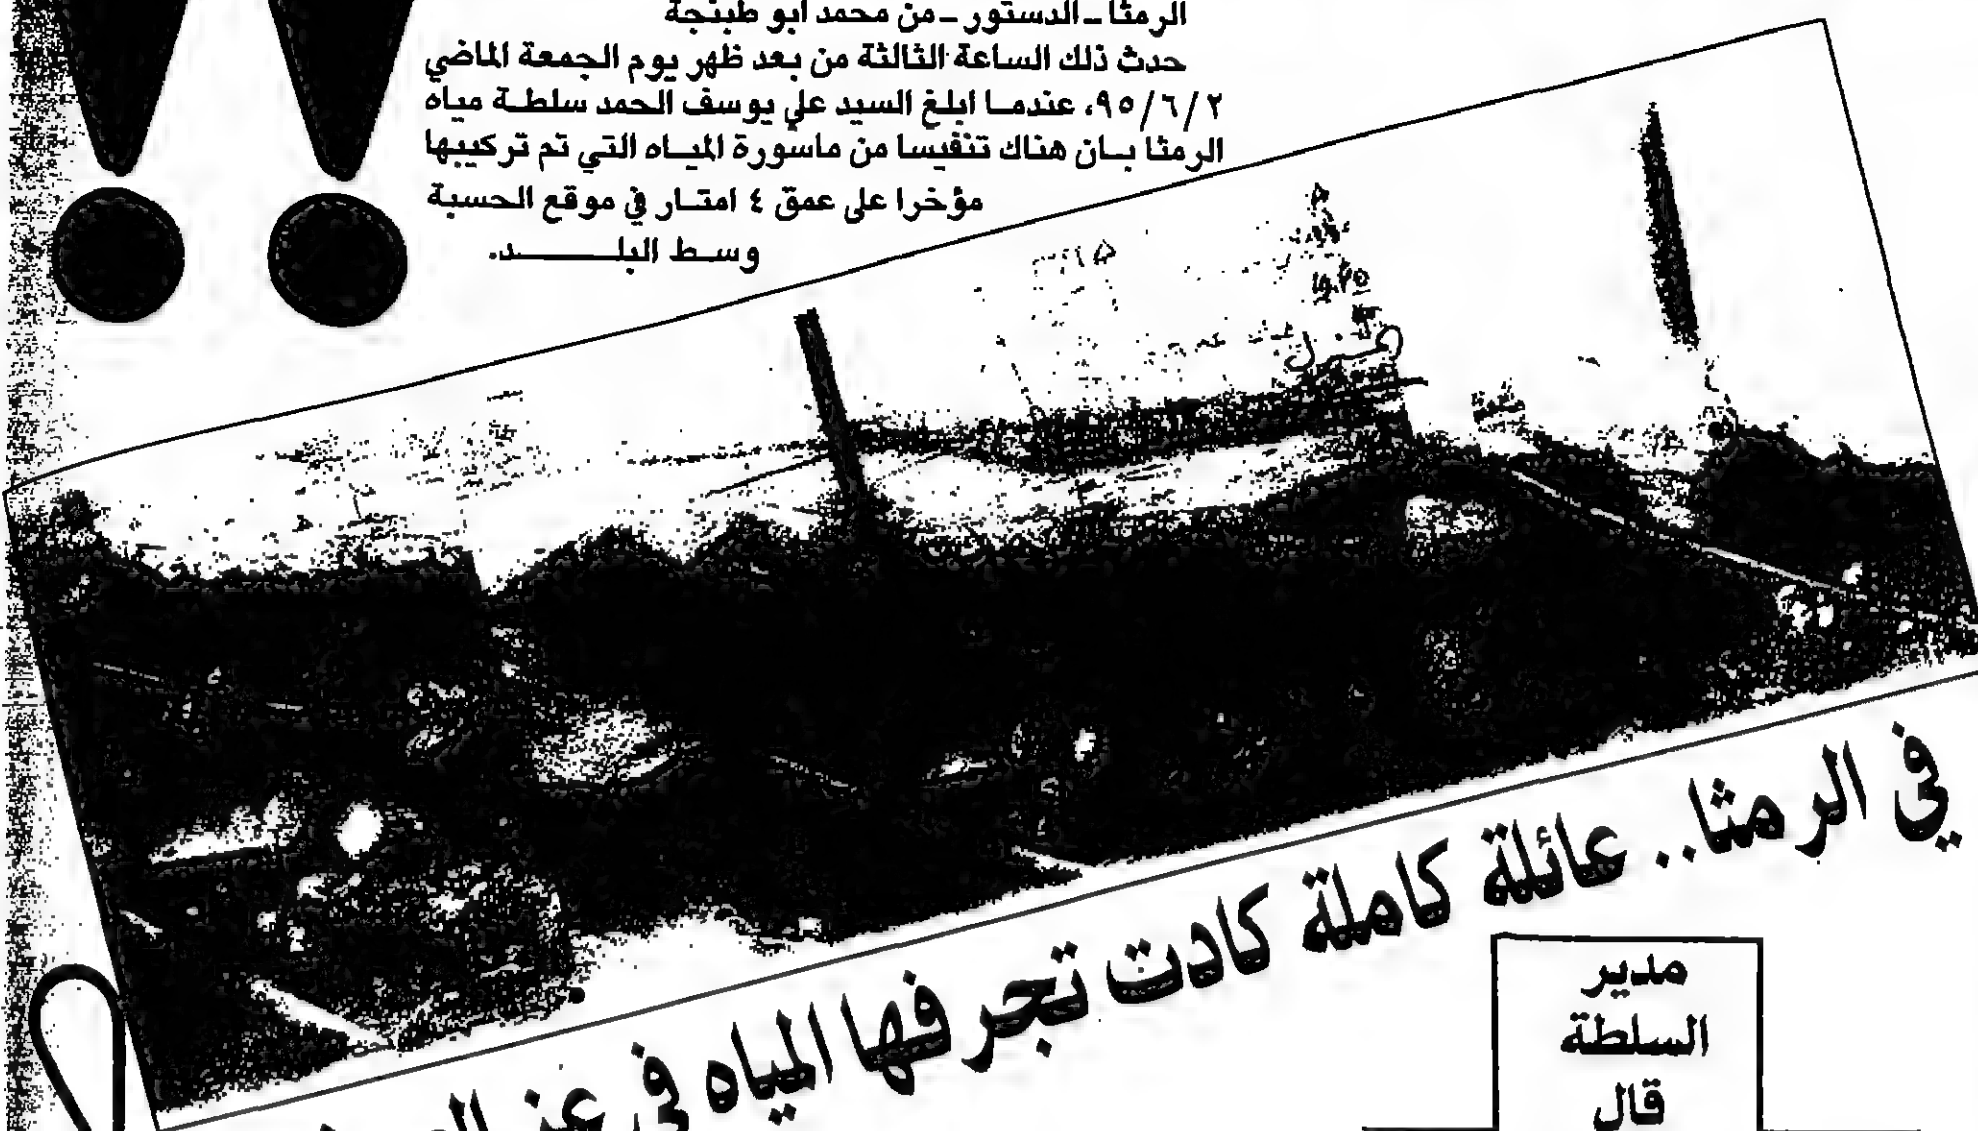 الرمثا ـ الدستور ـ من محمد ابو طبنجة
حدث ذلك الساعة الثالثة من بعد ظهر يوم الجمعة الماضي
٩٥/٦/٢، عندما ابلغ السيد علي يوسف الحمد سلطة مياه
الرمثا بان هناك تنفيسا من ماسورة المياه التي تم تركيبها
مؤخرا على عمق ٤ امتار في موقع الحسبة
وسط البلد.
منزل
في الرمثا.. عائلة كاملة كادت تجرفها المياه في عز
مدير
السلطة
قال